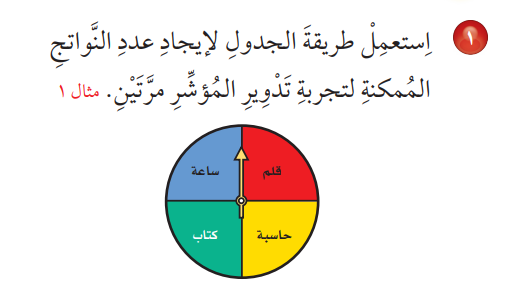 ١
اِستعمِلْ طريقةَ الجدولِ لإيجادِ عددِ النَّواتجِ
المُمكنةِ لتجربةِ تَدْوِيرِ المُؤشِّرِ مرَّتَيْنِ. مثال ١
ساعة قلم
كتاب حاسبة